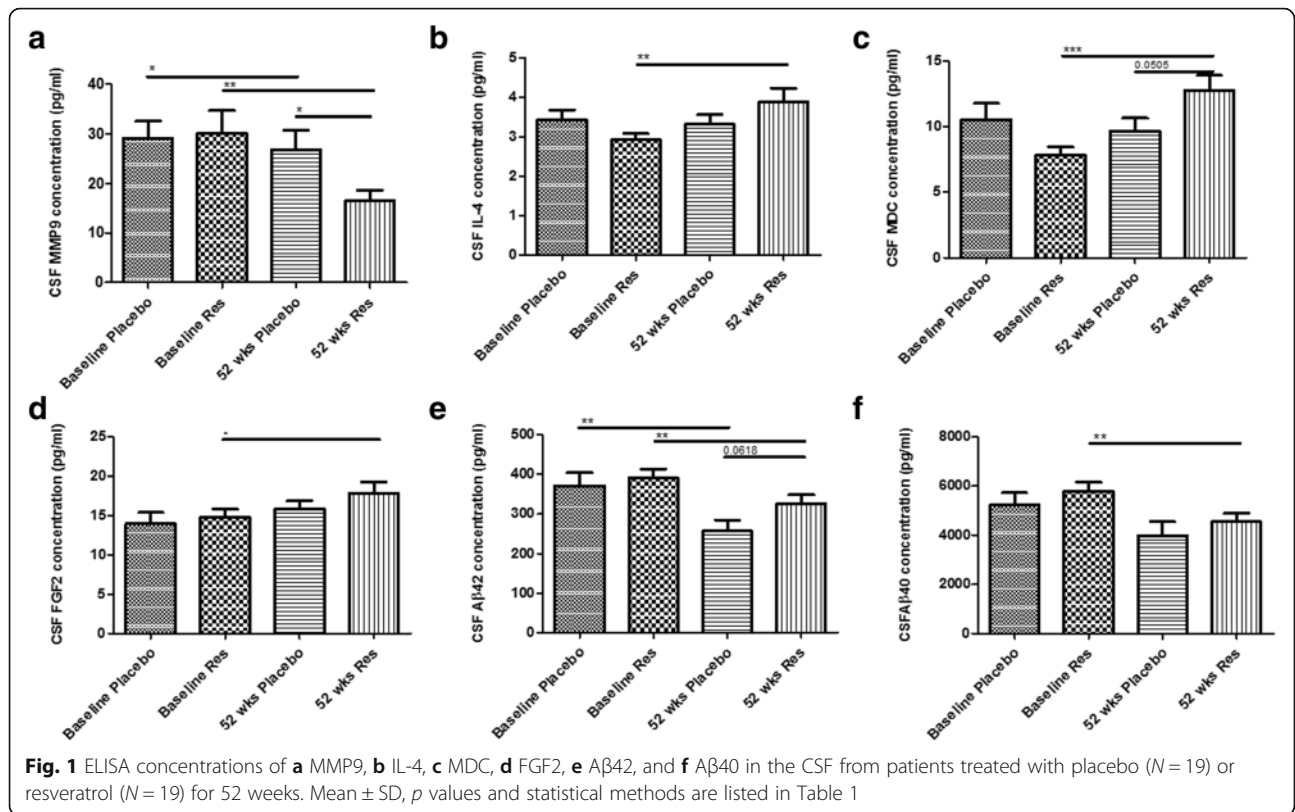 a
CSF MMP9 concentration (pg/ml)
40
30
20
10
0
*
**
*
Baseline Placebo
Baseline Res
52 wks Placebo
52 wks Res
b
CSF IL-4 concentration (pg/ml)
5
4
3
2
1
0
**
Baseline Placebo
Baseline Res
52 wks Placebo
52 wks Res
c
CSF MDC concentration (pg/ml)
15
10
5
0
***
0.0505
Baseline Placebo
Baseline Res
52 wks Placebo
52 wks Res
d
CSF FGF2 concentration (pg/ml)
25
20
15
10
5
0
*
Baseline Placebo
Baseline Res
52 wks Placebo
52 wks Res
e
CSF Aβ42 concentration (pg/ml)
500
400
300
200
100
0
**
**
0.0618
Baseline Placebo
Baseline Res
52 wks Placebo
52 wks Res
f
CSFAβ40 concentration (pg/ml)
8000
6000
4000
2000
0
**
Baseline Placebo
Baseline Res
52 wks Placebo
52 wks Res
Fig. 1 ELISA concentrations of a MMP9, b IL-4, c MDC, d FGF2, e Aβ42, and f Aβ40 in the CSF from patients treated with placebo (N = 19) or
resveratrol (N = 19) for 52 weeks. Mean ± SD, p values and statistical methods are listed in Table 1